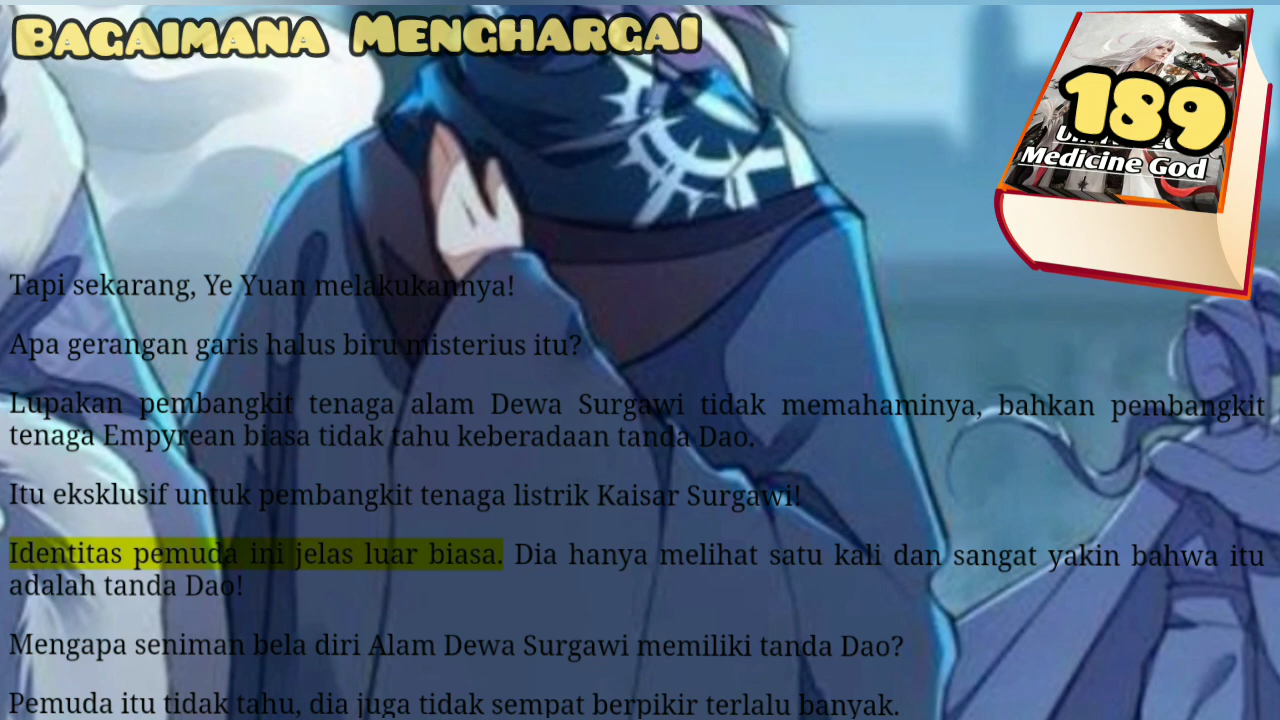 Bagaimana Menghargai
189
Medicine God
Tapi sekarang, Ye Yuan melakukannya!
Apa gerangan garis halus biru misterius itu?
Lupakan pembangkit tenaga alam Dewa Surgawi tidak memahaminya, bahkan pembangkit
tenaga Empyrean biasa tidak tahu keberadaan tanda Dao.
Itu eksklusif untuk pembangkit tenaga listrik Kaisar Surgawi!
Identitas pemuda ini jelas luar biasa. Dia hanya melihat satu kali dan sangat yakin bahwa itu
adalah tanda Dao!
Mengapa seniman bela diri Alam Dewa Surgawi memiliki tanda Dao?
Pemuda itu tidak tahu, dia juga tidak sempat berpikir terlalu banyak.